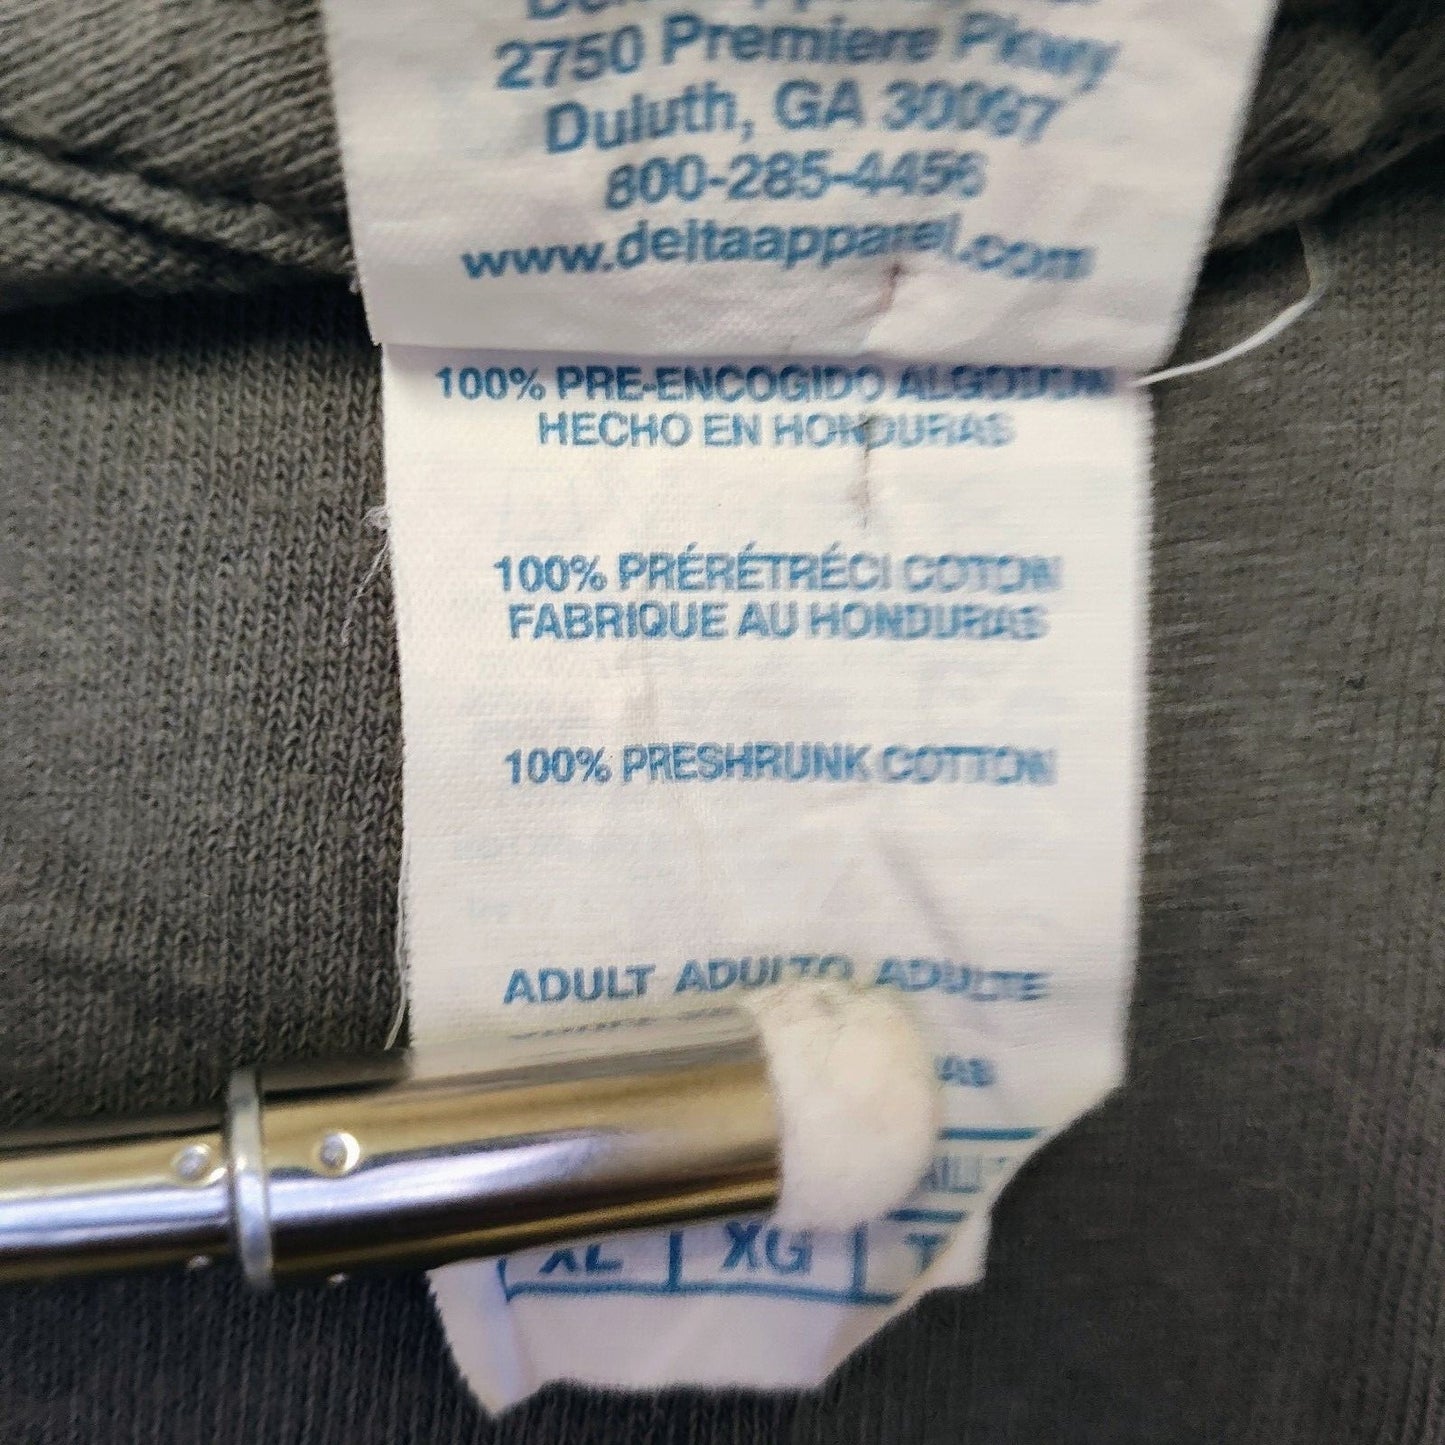 2750 Premiere Pkwy
Duluth, GA 30097
800-285-4456
www.deltaapparel.com
100% PRE-ENCOGIDO ALGODON
HECHO EN HONDURAS
100% PRÉRÉTRÉCI COTON
FABRIQUE AU HONDURAS
100% PRESHRUNK COTTON
ADULT ADULTO ADULTE
XL XG